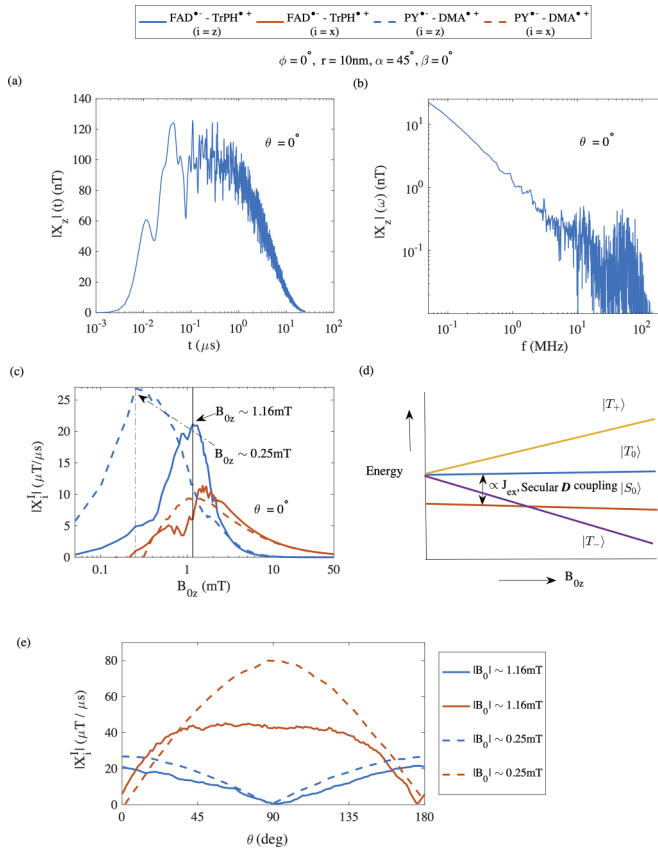 FAD•− - TrPH•+ FAD•− - TrPH•+ PY•− - DMA•+ PY•− - DMA•+
(i = z) (i = x) (i = z) (i = x)
ϕ = 0°, r = 10nm, α = 45°, β = 0°
(a)
140
120
100
80
60
40
20
0
|X_z| (t) (nT)
θ = 0°
10⁻³ 10⁻² 10⁻¹ 10⁰ 10¹ 10²
t (μs)
(b)
10¹
10⁰
10⁻¹
|X_z|(ω) (nT)
θ = 0°
10⁻¹ 10⁰ 10¹ 10²
f (MHz)
(c)
25
20
15
10
5
0
|X_i^I| (μT/μs)
B₀z ∼ 1.16mT
B₀z ∼ 0.25mT
θ = 0°
0.1 1 10 50
B₀z (mT)
(d)
|T₊⟩
|T₀⟩
Energy
∝ J_ex, Secular D coupling
|S₀⟩
|T₋⟩
B₀z
(e)
80
60
40
20
0
|X_i^I| (μT / μs)
0 45 90 135 180
θ (deg)
|B₀| ∼ 1.16mT
|B₀| ∼ 1.16mT
|B₀| ∼ 0.25mT
|B₀| ∼ 0.25mT